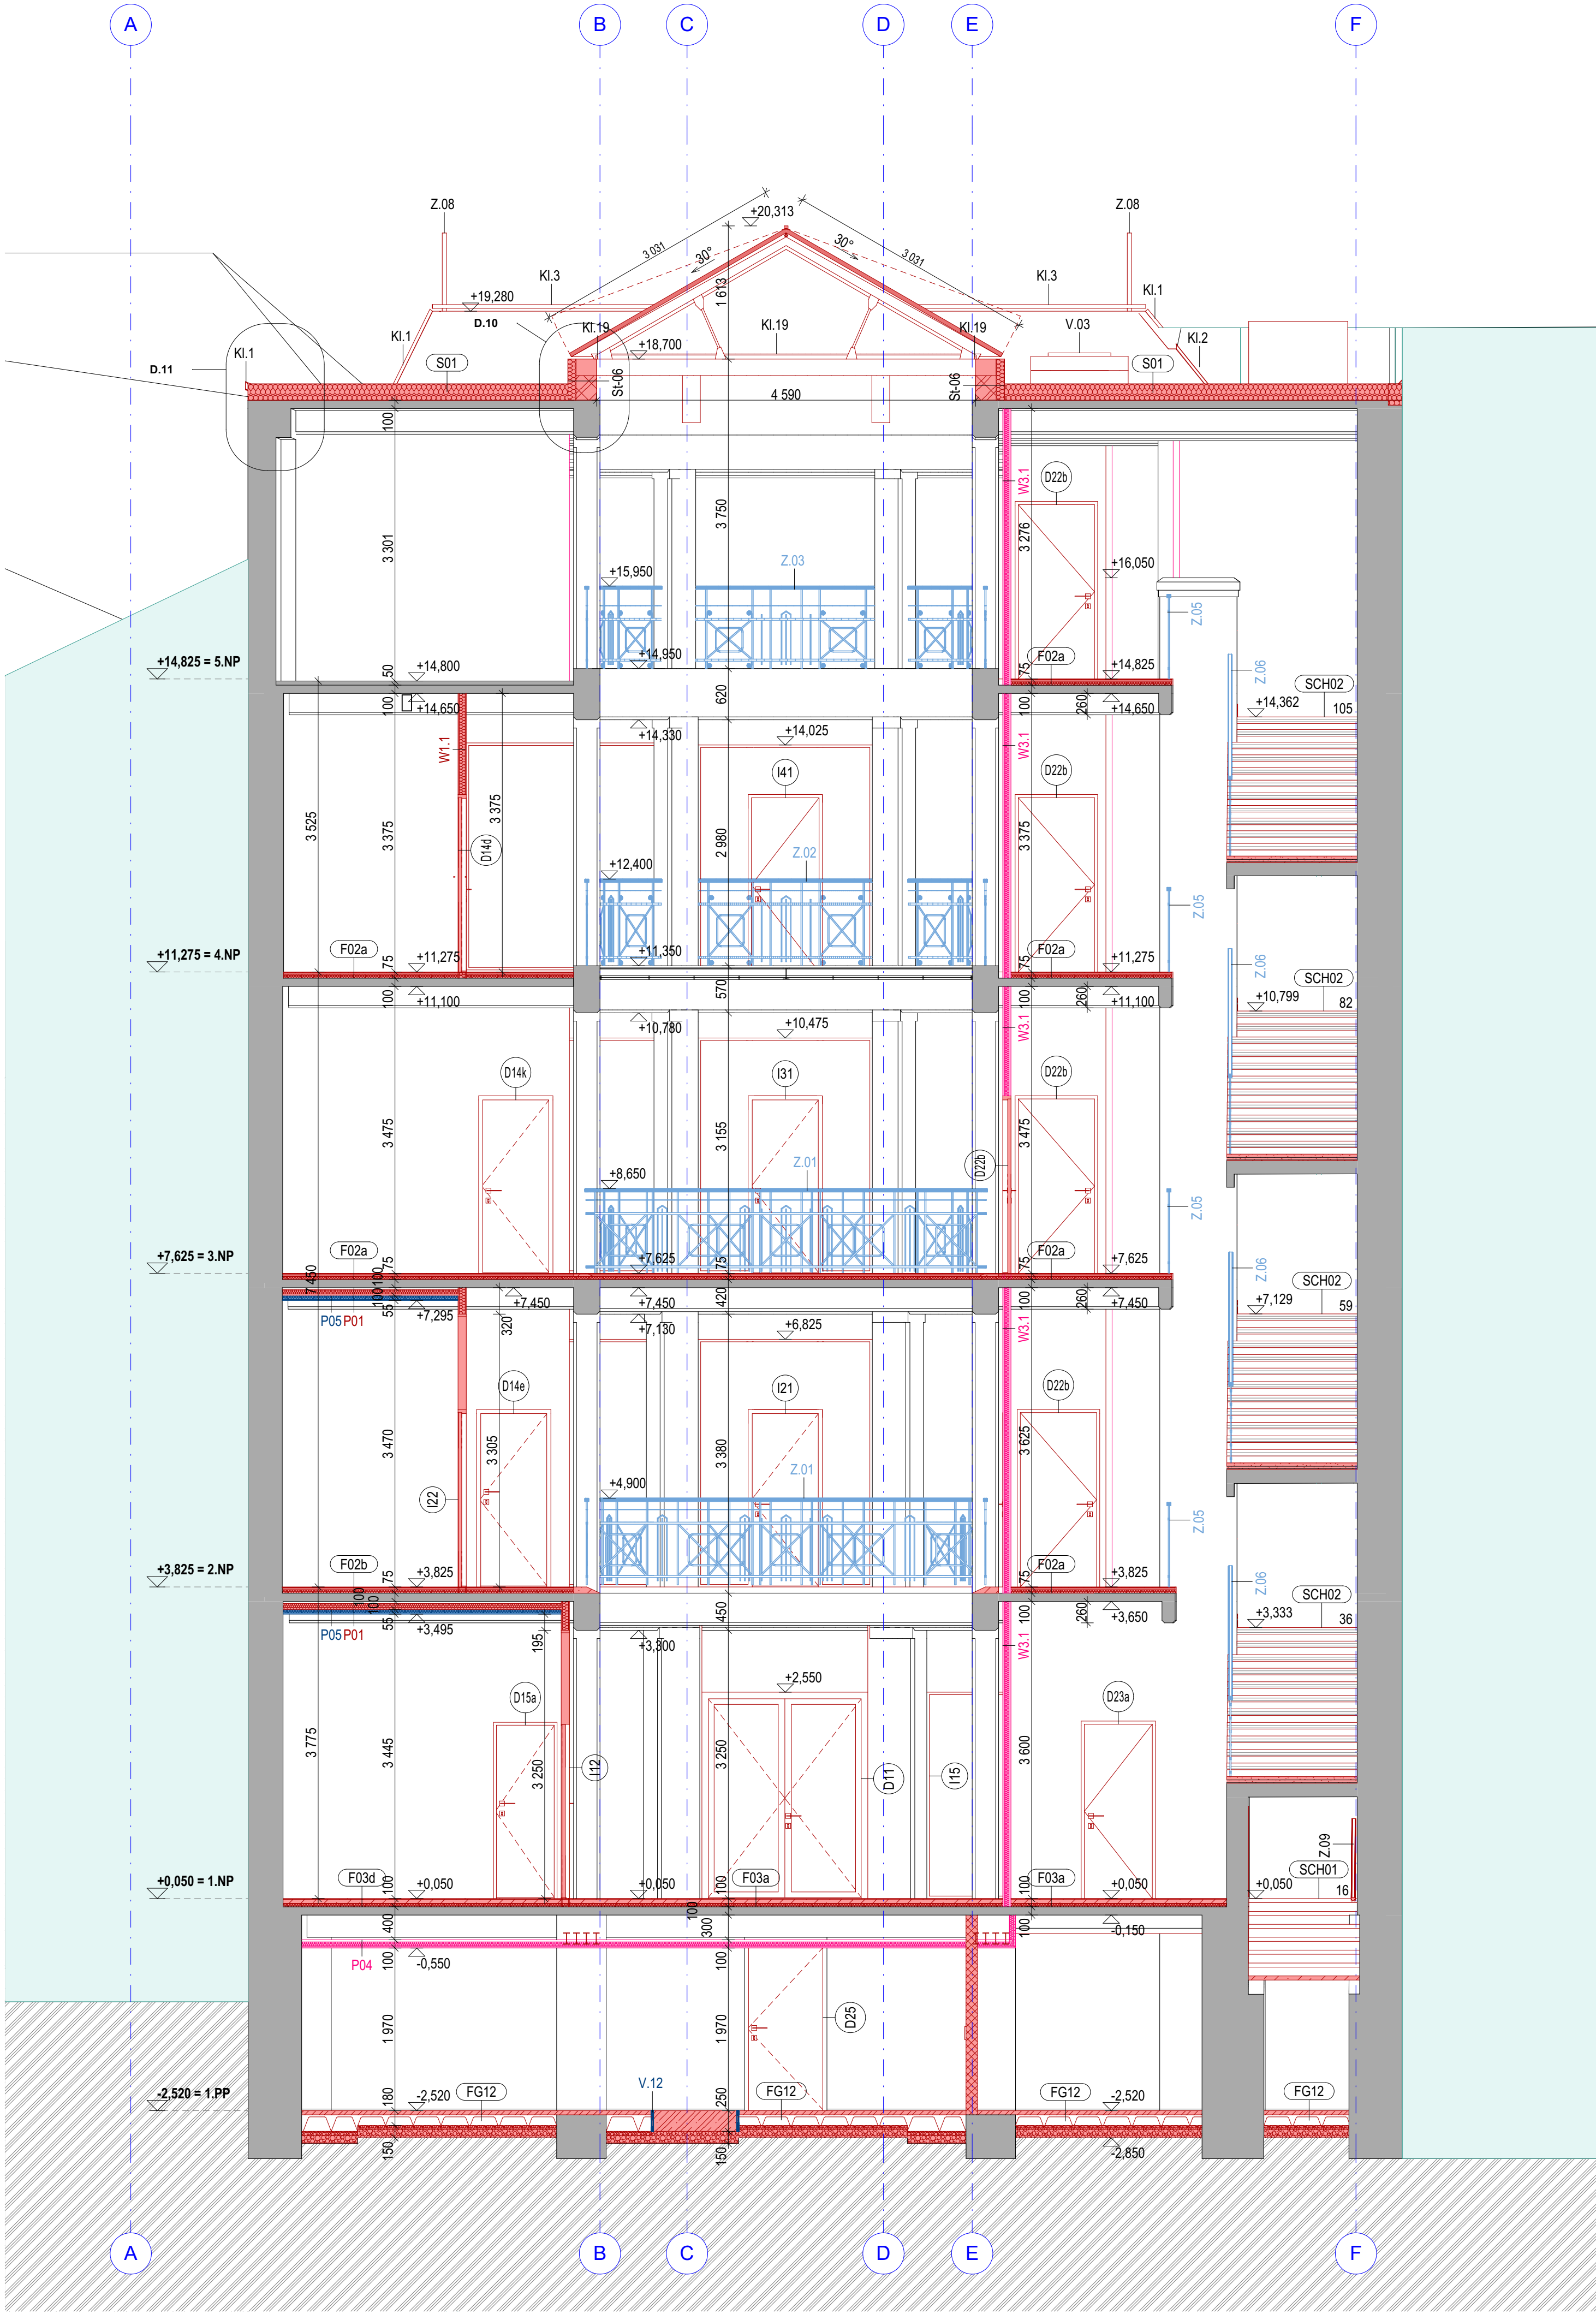 A B C D E F
Z.08 Z.08
+20,313
3 031 30° 30° 3 031
1 613
Kl.3 Kl.3
+19,280
Kl.1
D.10
Kl.1 Kl.19 Kl.19 Kl.19 V.03 Kl.2
+18,700
D.11 Kl.1
S01 St-06 St-06 S01
4 590
100
W3.1 D22b
3 301 3 750 3 276
Z.03
+15,950 +16,050
Z.05
+14,825 = 5.NP
50 +14,800 +14,950 F02a 75 +14,825
Z.06
SCH02
+14,362 105
100 +14,650 620 100 260 +14,650
W1.1 +14,330 +14,025 W3.1
I41 D22b
3 525 3 375 3 375 2 980 3 375
D14d
Z.02
+12,400
Z.05
+11,275 = 4.NP
F02a 75 +11,275 +11,350 F02a 75 +11,275
Z.06
SCH02
+10,799 82
100 +11,100 570 100 260 +11,100
+10,780 +10,475 W3.1
D14k I31 D22b
3 475 3 155 3 475
D22b
Z.01
+8,650
Z.05
+7,625 = 3.NP
F02a 75 +7,625 75 F02a 75 +7,625
Z.06
SCH02
+7,129 59
7 450 100 100 55
P05 P01 +7,295 320 +7,450 +7,450 420 100 260 +7,450
+7,130 +6,825 W3.1
D14e I21 D22b
3 470 3 305 3 380 3 625
I22
Z.01
+4,900
Z.05
+3,825 = 2.NP
F02b 75 +3,825 F02a 75 +3,825
Z.06
SCH02
+3,333 36
100 100 55
P05 P01 +3,495 195 450 100 260 +3,650
+3,300 W3.1
+2,550
D15a D23a
3 775 3 445 3 250 I12 3 250 D11 I15 3 600
Z.09
+0,050 = 1.NP
F03d 100 +0,050 +0,050 100 F03a F03a 100 +0,050
SCH01
+0,050 16
400 100 300 100 -0,150
P04 100 -0,550 100
1 970 1 970 D25
-2,520 = 1.PP
180 -2,520 FG12 V.12 250 FG12 FG12 -2,520 FG12
150 150 -2,850
A B C D E F